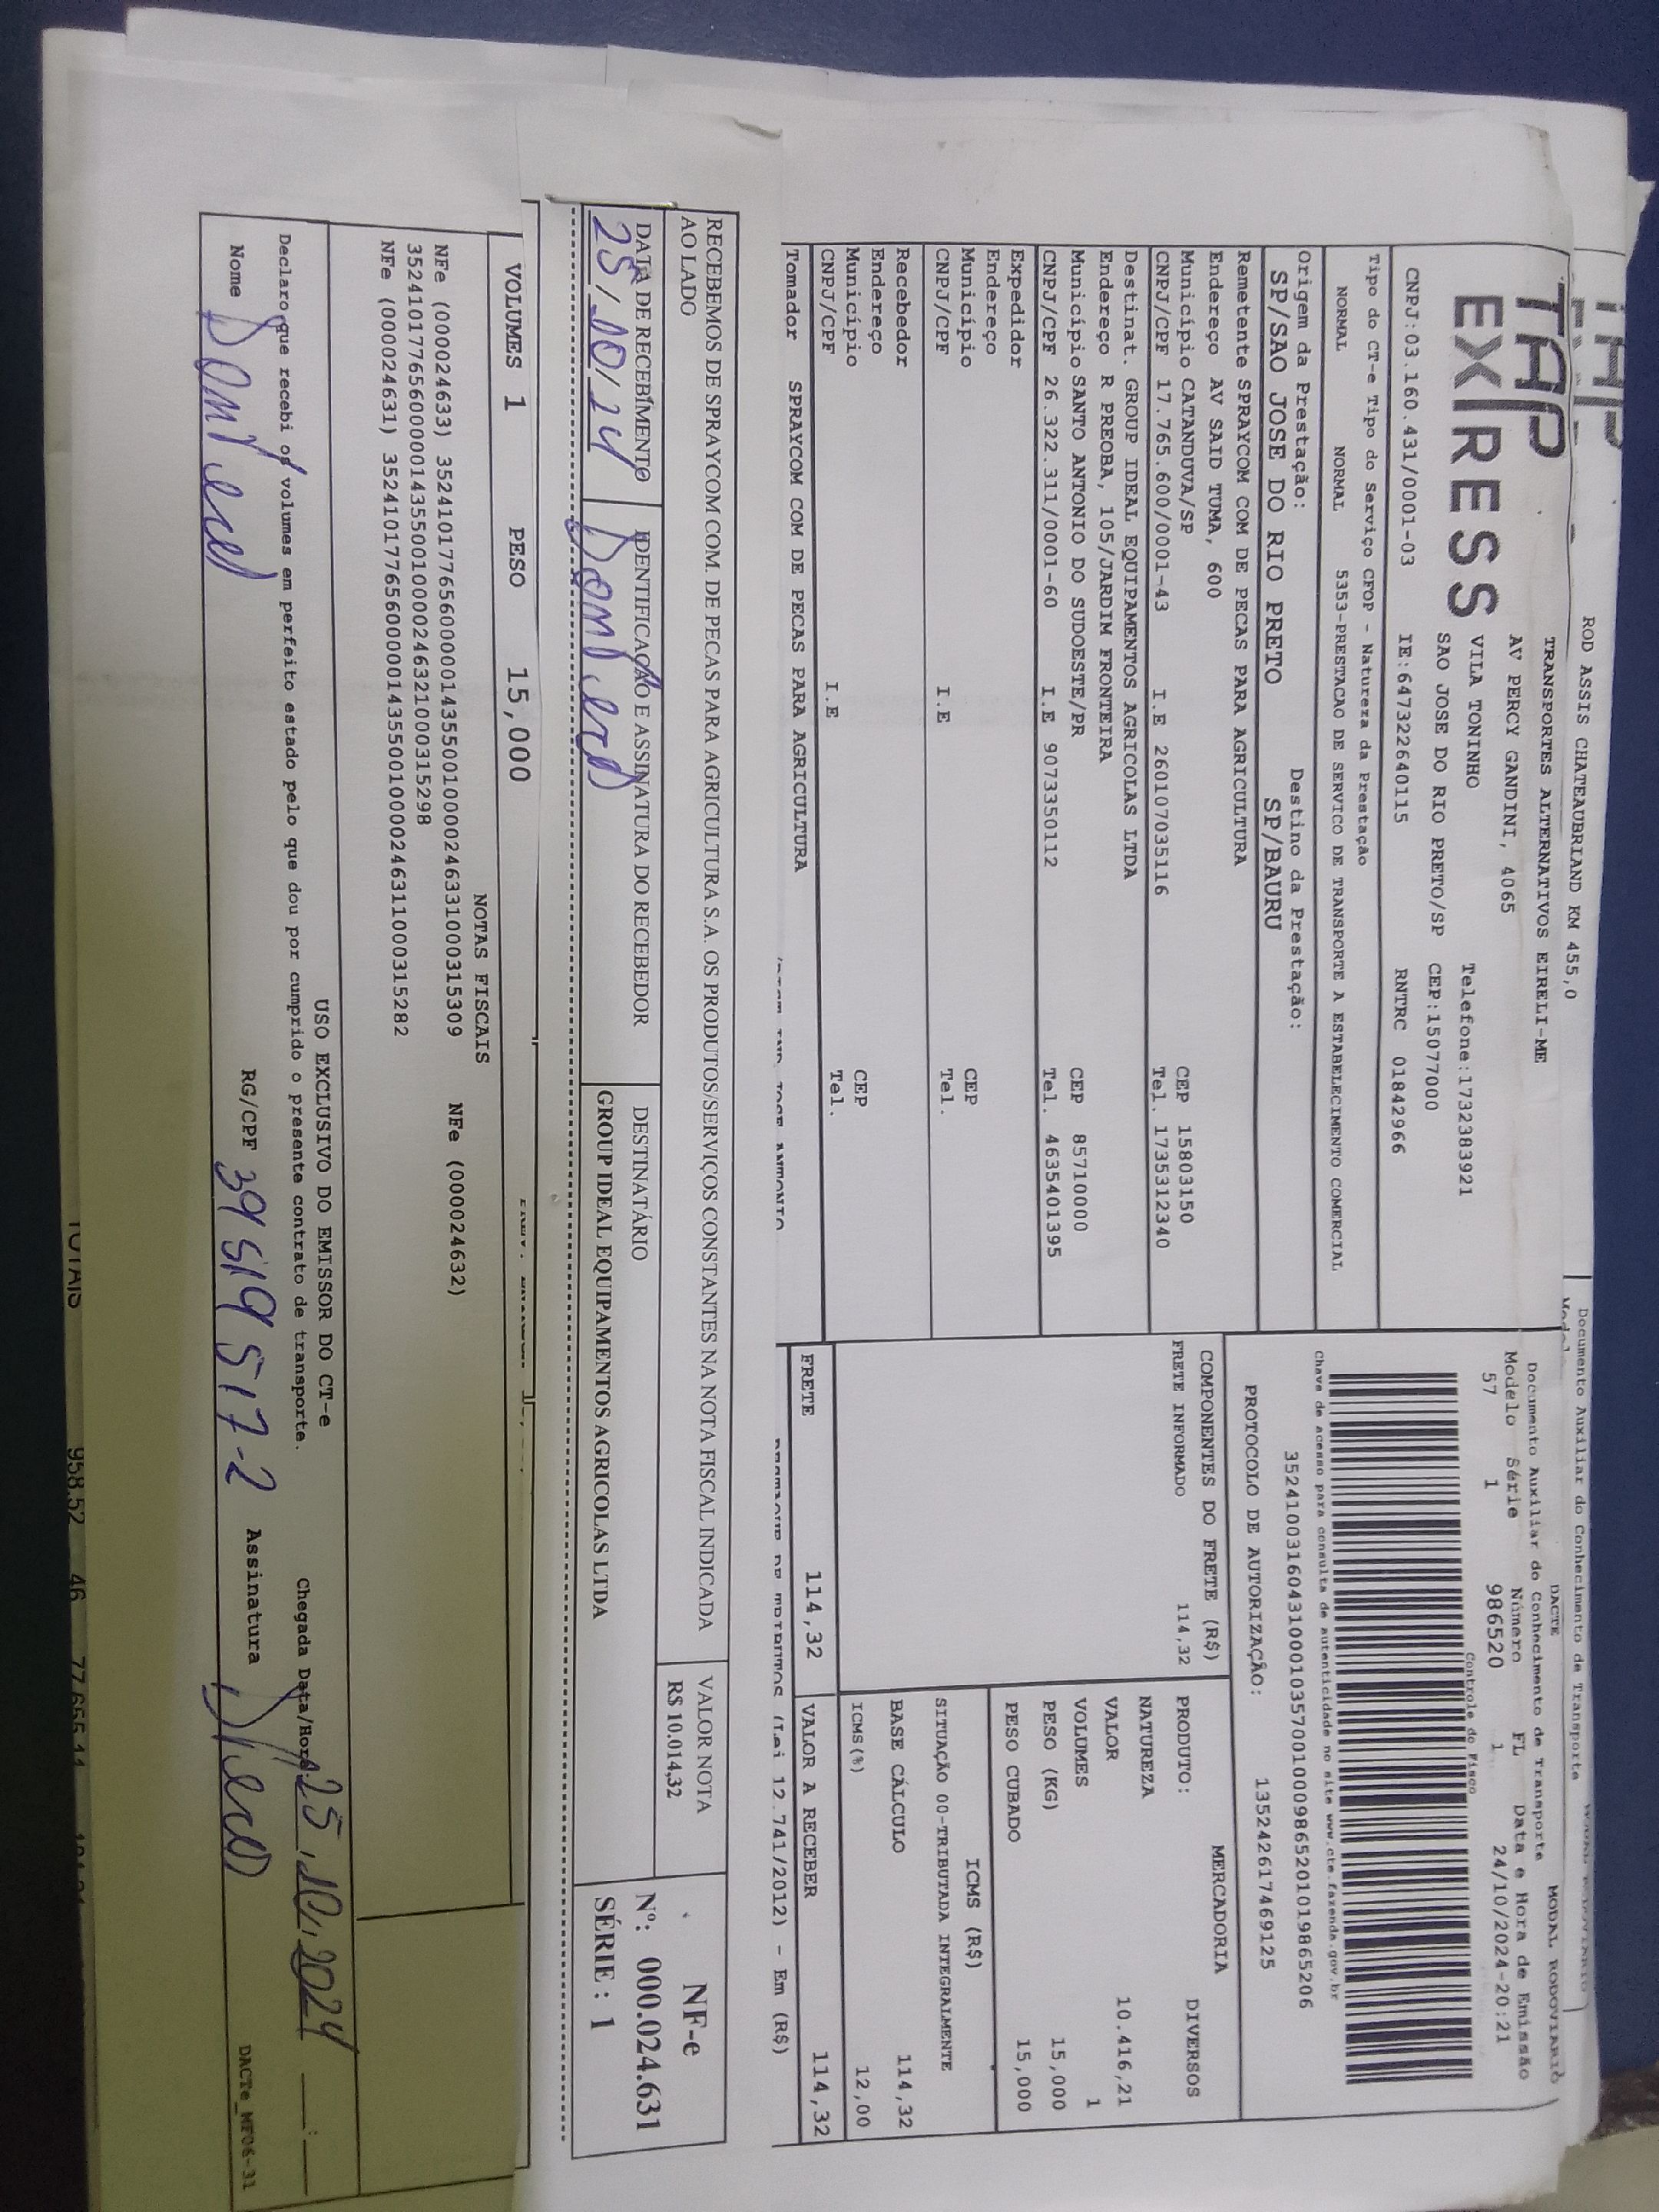 ROD ASSIS CHATEAUBRIAND KM 455,0
Documento Auxiliar do Conhecimento de Transporte
TAP
EXPRESS
TRANSPORTES ALTERNATIVOS EIRELI-ME
AV PERCY GANDINI, 4065
VILA TONINHO Telefone:1732383921
SAO JOSE DO RIO PRETO/SP CEP:15077000
CNPJ:03.160.431/0001-03 IE:647322640115 RNTRC 01842966
DACTE MODAL RODOVIARIO
Documento Auxiliar do Conhecimento de Transporte
Modelo Série Número FL Data e Hora de Emissão
57 1 986520 1 24/10/2024-20:21
Controle do Fisco
Tipo do CT-e Tipo do Serviço CFOP - Natureza da Prestação
NORMAL NORMAL 5353-PRESTACAO DE SERVICO DE TRANSPORTE A ESTABELECIMENTO COMERCIAL
Chave de acesso para consulta de autenticidade no site www.cte.fazenda.gov.br
35241003160431000103570010009865201019865206
Origem da Prestação: Destino da Prestação:
SP/SAO JOSE DO RIO PRETO SP/BAURU
PROTOCOLO DE AUTORIZAÇÃO: 135242617469125
Remetente SPRAYCOM COM DE PECAS PARA AGRICULTURA
Endereço AV SAID TUMA, 600
Município CATANDUVA/SP CEP 15803150
CNPJ/CPF 17.765.600/0001-43 I.E 260107035116 Tel. 1735312340
Destinat. GROUP IDEAL EQUIPAMENTOS AGRICOLAS LTDA
Endereço R PREOBA, 105/JARDIM FRONTEIRA
Município SANTO ANTONIO DO SUDOESTE/PR CEP 85710000
CNPJ/CPF 26.322.311/0001-60 I.E 9073350112 Tel. 4635401395
Expedidor
Endereço
Município CEP
CNPJ/CPF I.E Tel.
Recebedor
Endereço
Município CEP
CNPJ/CPF I.E Tel.
Tomador SPRAYCOM COM DE PECAS PARA AGRICULTURA
COMPONENTES DO FRETE (R$)
FRETE INFORMADO 114,32
MERCADORIA
PRODUTO: DIVERSOS
NATUREZA
VALOR 10.416,21
VOLUMES 1
PESO (KG) 15,000
PESO CUBADO 15,000
ICMS (R$)
SITUAÇÃO 00-TRIBUTADA INTEGRALMENTE
BASE CÁLCULO 114,32
ICMS(%) 12,00
FRETE 114,32 VALOR A RECEBER 114,32
(Lei 12.741/2012) - Em (R$)
RECEBEMOS DE SPRAYCOM COM. DE PECAS PARA AGRICULTURA S.A. OS PRODUTOS/SERVIÇOS CONSTANTES NA NOTA FISCAL INDICADA
AO LADO
VALOR NOTA
R$ 10.014,32
NF-e
Nº: 000.024.631
SÉRIE : 1
DATA DE RECEBIMENTO IDENTIFICAÇÃO E ASSINATURA DO RECEBEDOR DESTINATÁRIO
25/10/24
GROUP IDEAL EQUIPAMENTOS AGRICOLAS LTDA
VOLUMES 1 PESO 15,000
NOTAS FISCAIS
NFe (000024633) 35241017765600000143550010000246331000315309 NFe (000024632)
35241017765600000143550010000246321000315298
NFe (000024631) 35241017765600000143550010000246311000315282
USO EXCLUSIVO DO EMISSOR DO CT-e
Declaro que recebi os volumes em perfeito estado pelo que dou por cumprido o presente contrato de transporte.
Chegada Data/Hora 25,10,2024
Nome
RG/CPF 39 519 517-2 Assinatura
DACTe_MF06-31
TOTAIS 958.52 46